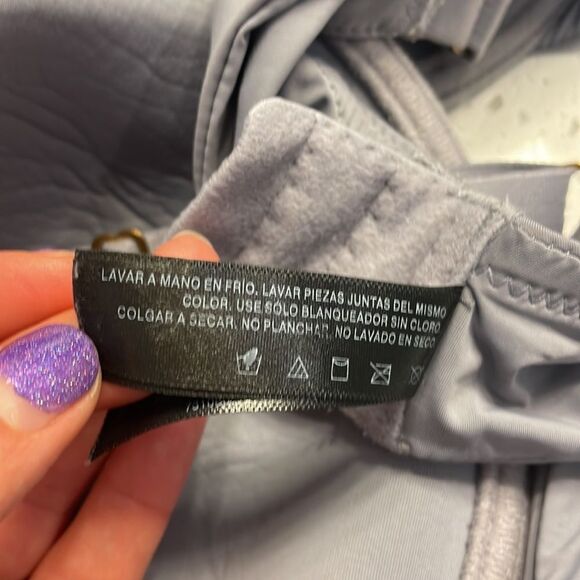 LAVAR A MANO EN FRIO. LAVAR PIEZAS JUNTAS DEL MISMO
COLOR. USE SÓLO BLANQUEADOR SIN CLORO
COLGAR A SECAR. NO PLANCHAR. NO LAVADO EN SECO